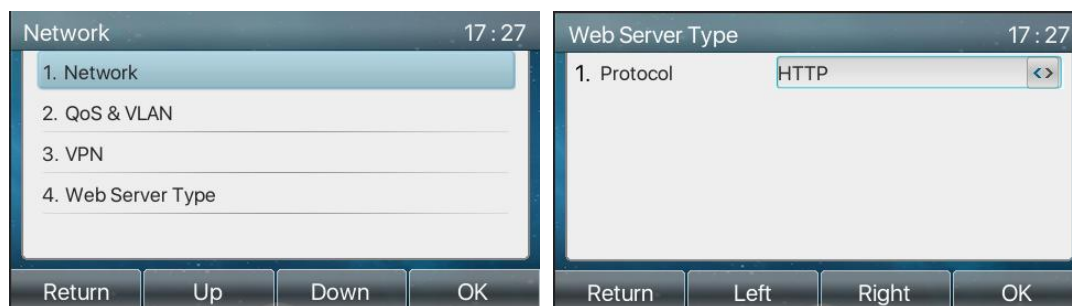 Network 17:27
1. Network
2. QoS & VLAN
3. VPN
4. Web Server Type
Return Up Down OK
Web Server Type 17:27
1. Protocol HTTP <>
Return Left Right OK